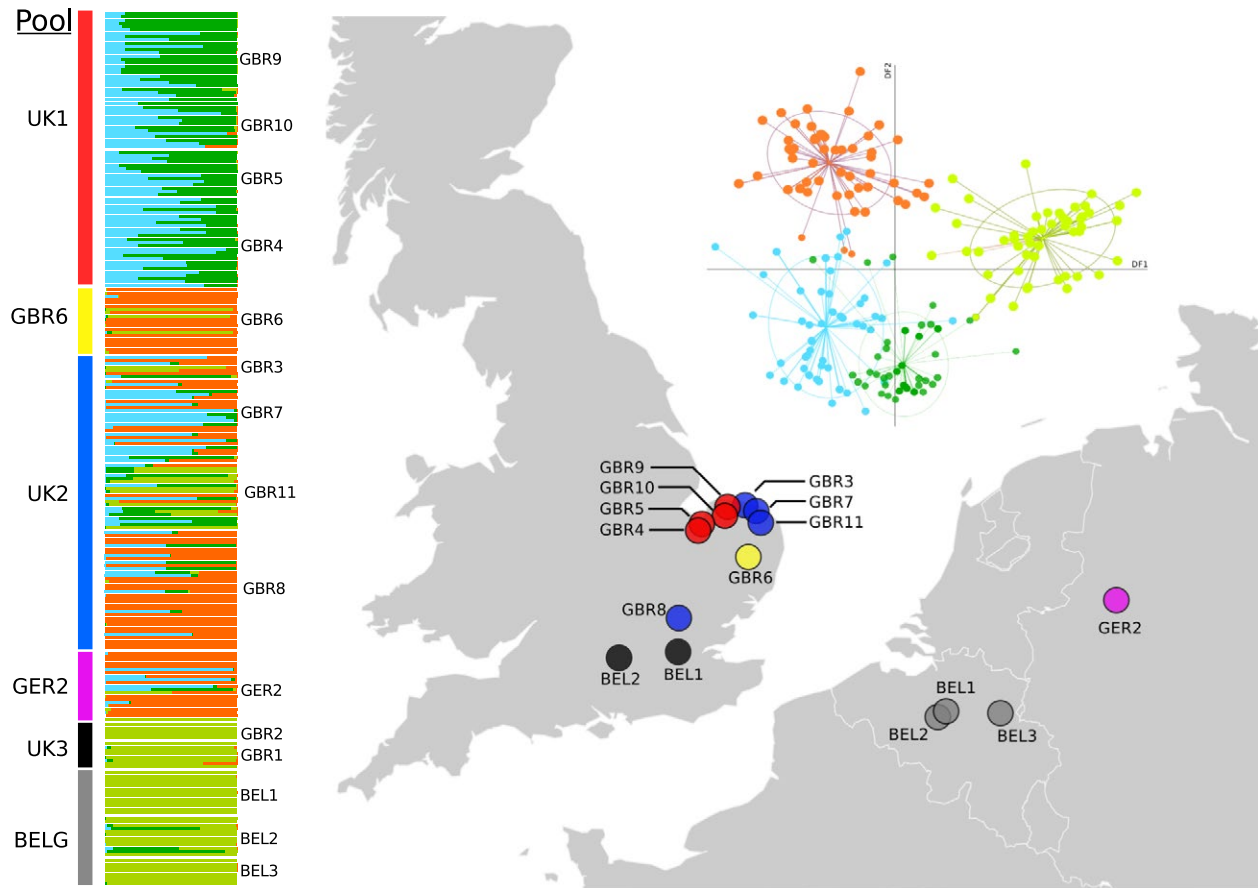 Pool
UK1
GBR6
UK2
GER2
UK3
BELG
GBR9
GBR10
GBR5
GBR4
GBR6
GBR3
GBR7
GBR11
GBR8
GER2
GBR2
GBR1
BEL1
BEL2
BEL3
DF2
DF1
GBR9
GBR10
GBR5
GBR4
GBR3
GBR7
GBR11
GBR6
GBR8
BEL2
BEL1
GER2
BEL1
BEL2
BEL3